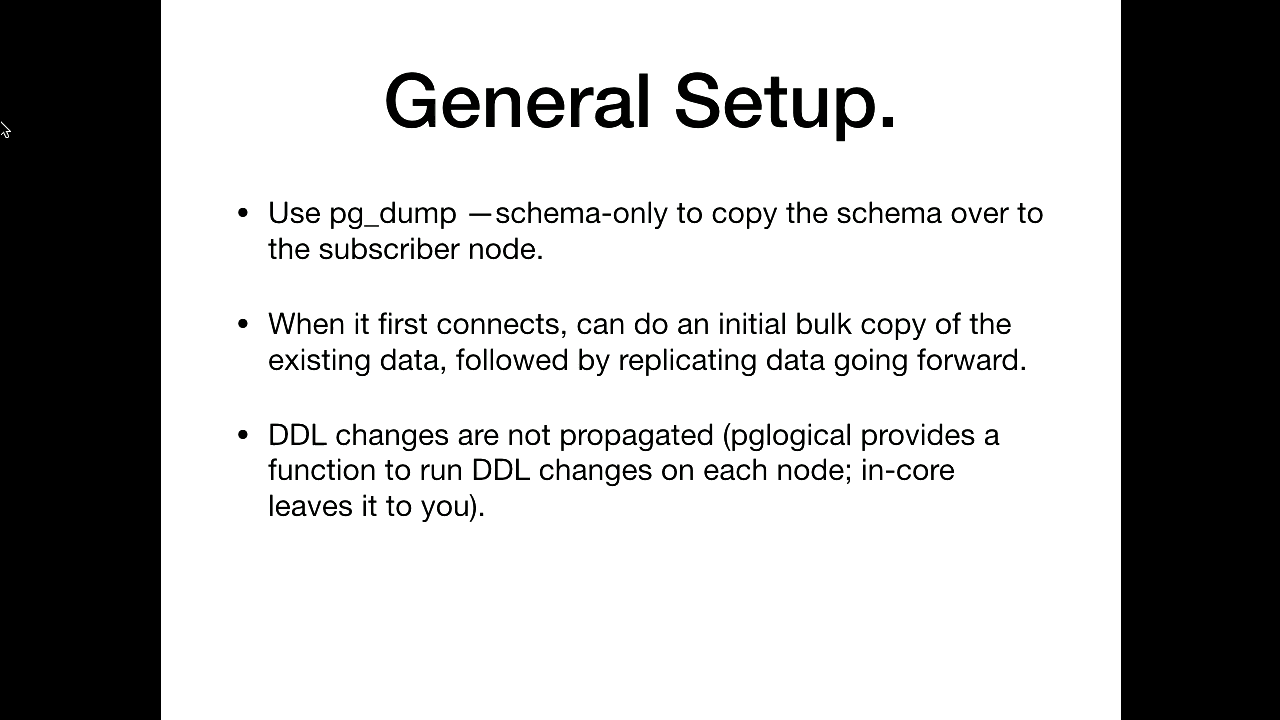 General Setup.
• Use pg_dump —schema-only to copy the schema over to
the subscriber node.
• When it first connects, can do an initial bulk copy of the
existing data, followed by replicating data going forward.
• DDL changes are not propagated (pglogical provides a
function to run DDL changes on each node; in-core
leaves it to you).